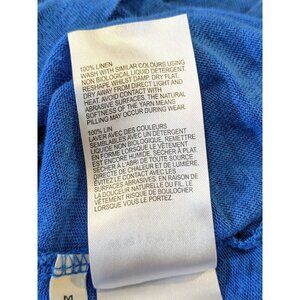 100% LINEN
WASH WITH SIMILAR COLOURS USING
NON BIOLOGICAL LIQUID DETERGENT.
RESHAPE WHILST DAMP. DRY FLAT.
DRY AWAY FROM DIRECT LIGHT AND
HEAT. AVOID CONTACT WITH
ABRASIVE SURFACES. THE NATURAL
SOFTNESS OF THE YARN MEANS
PILLING MAY OCCUR DURING WEAR.
100% LIN
LAVER AVEC DES COULEURS
SEMBLABLES AVEC UN DÉTERGENT
LIQUIDE NON BIOLOGIQUE. REMETTRE
EN FORME LORSQUE LE VÊTEMENT
EST ENCORE HUMIDE. SÉCHER À PLAT.
SÉCHER À L'ABRI DE TOUTE SOURCE
DIRECTE DE CHALEUR ET DE LUMIÈRE.
ÉVITEZ LE CONTACT AVEC DES
SURFACES ABRASIVES. EN RAISON DE
LA DOUCEUR NATURELLE DU FIL, LE
VÊTEMENT RISQUE DE BOULOCHER
LORSQUE VOUS LE PORTEZ.
M